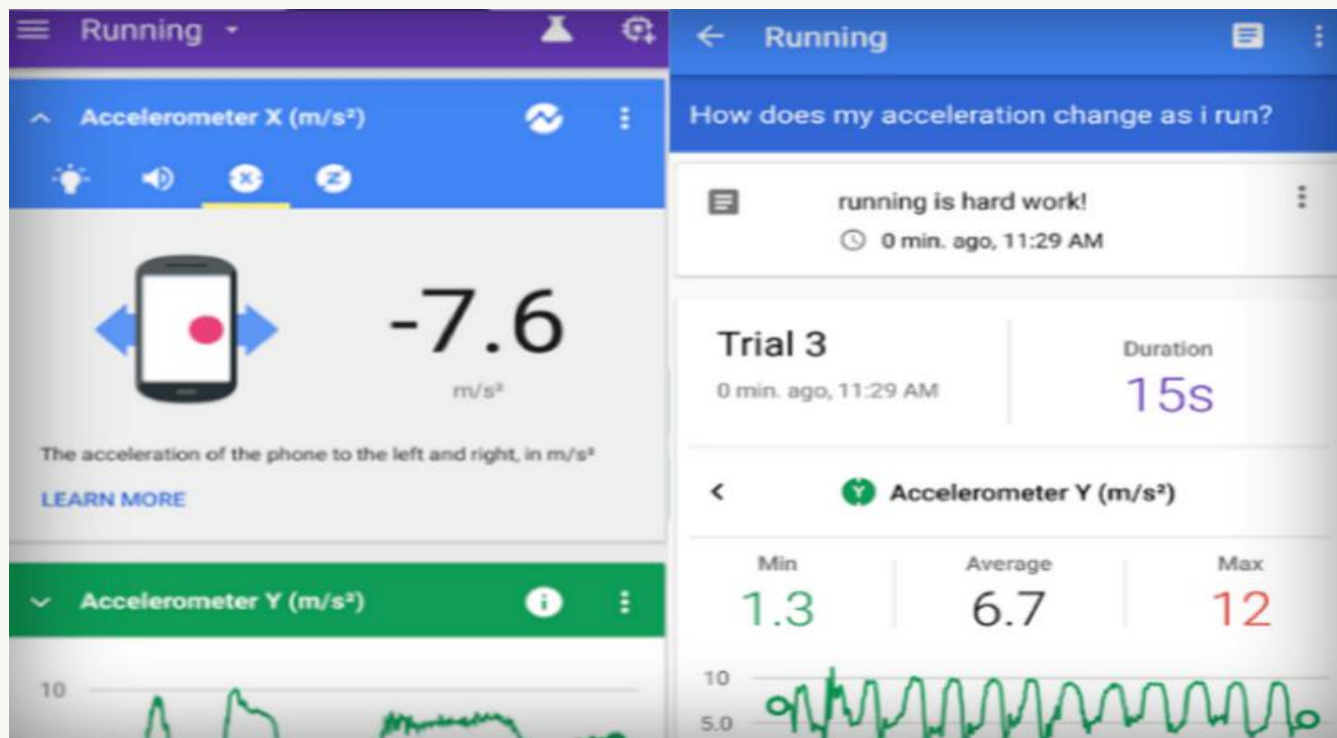 Running
Accelerometer X (m/s²)
X
Z
-7.6
m/s²
The acceleration of the phone to the left and right, in m/s²
LEARN MORE
Accelerometer Y (m/s²)
10
Running
How does my acceleration change as i run?
running is hard work!
0 min. ago, 11:29 AM
Trial 3
0 min. ago, 11:29 AM
Duration
15s
Y Accelerometer Y (m/s²)
Min Average Max
1.3 6.7 12
10
5.0